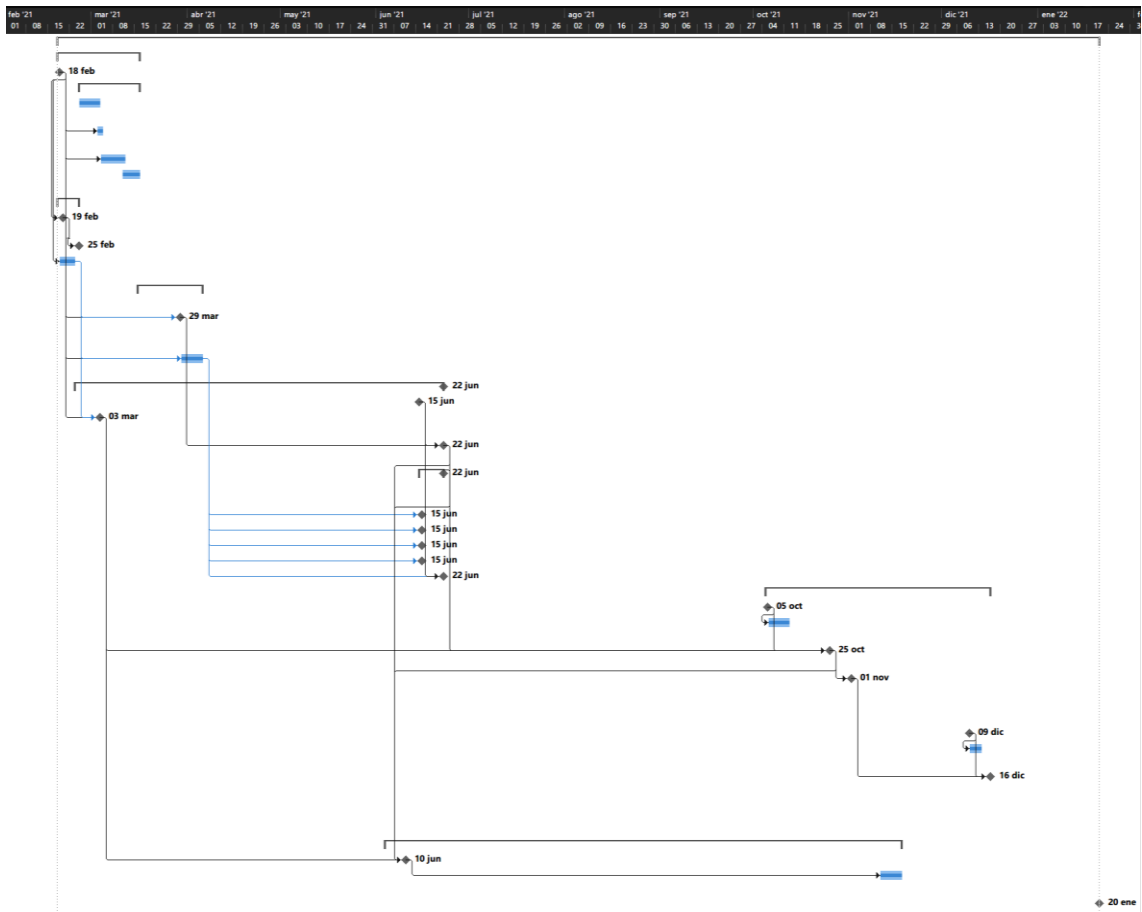 feb '21 mar '21 abr '21 may '21 jun '21 jul '21 ago '21 sep '21 oct '21 nov '21 dic '21 ene '22 f
01 08 15 22 01 08 15 22 29 05 12 19 26 03 10 17 24 31 07 14 21 28 05 12 19 26 02 09 16 23 30 06 13 20 27 04 11 18 25 01 08 15 22 29 06 13 20 27 03 10 17 24 3
18 feb
19 feb
25 feb
29 mar
22 jun
15 jun
03 mar
22 jun
22 jun
15 jun
15 jun
15 jun
15 jun
22 jun
05 oct
25 oct
01 nov
09 dic
16 dic
10 jun
20 ene